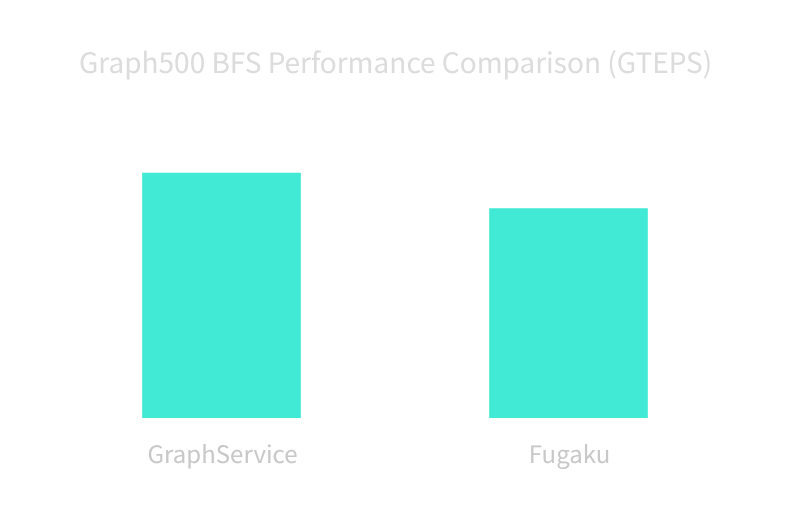 Graph500 BFS Performance Comparison (GTEPS)
GraphService
Fugaku